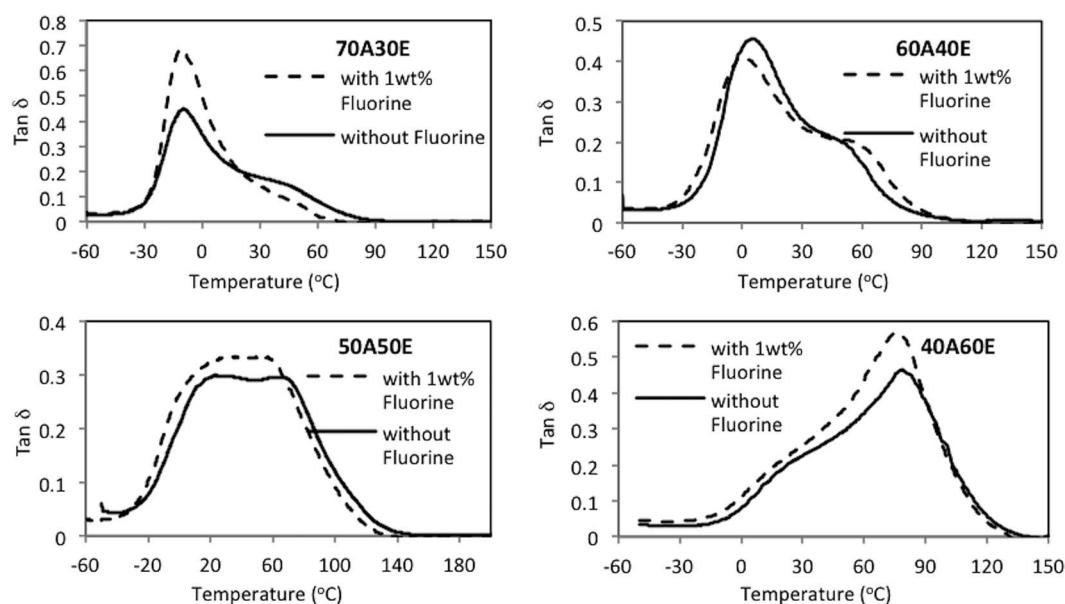 0.8
0.7
0.6
0.5
0.4
0.3
0.2
0.1
0
Tan δ
70A30E
with 1wt%
Fluorine
without Fluorine
-60 -30 0 30 60 90 120 150
Temperature (°C)
0.5
0.4
0.3
0.2
0.1
0
Tan δ
60A40E
with 1wt%
Fluorine
without
Fluorine
-60 -30 0 30 60 90 120 150
Temperature (°C)
0.4
0.3
0.2
0.1
0
Tan δ
50A50E
with 1wt%
Fluorine
without
Fluorine
-60 -20 20 60 100 140 180
Temperature (°C)
0.6
0.5
0.4
0.3
0.2
0.1
0
Tan δ
40A60E
with 1wt%
Fluorine
without
Fluorine
-60 -30 0 30 60 90 120 150
Temperature (°C)